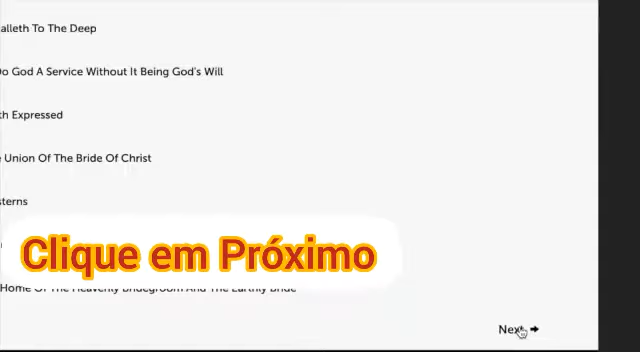 alleth To The Deep
Do God A Service Without It Being God's Will
th Expressed
Union Of The Bride Of Christ
sterns
Clique em Próximo
Home Of The Heavenly Bridegroom And The Earthly Bride
Next